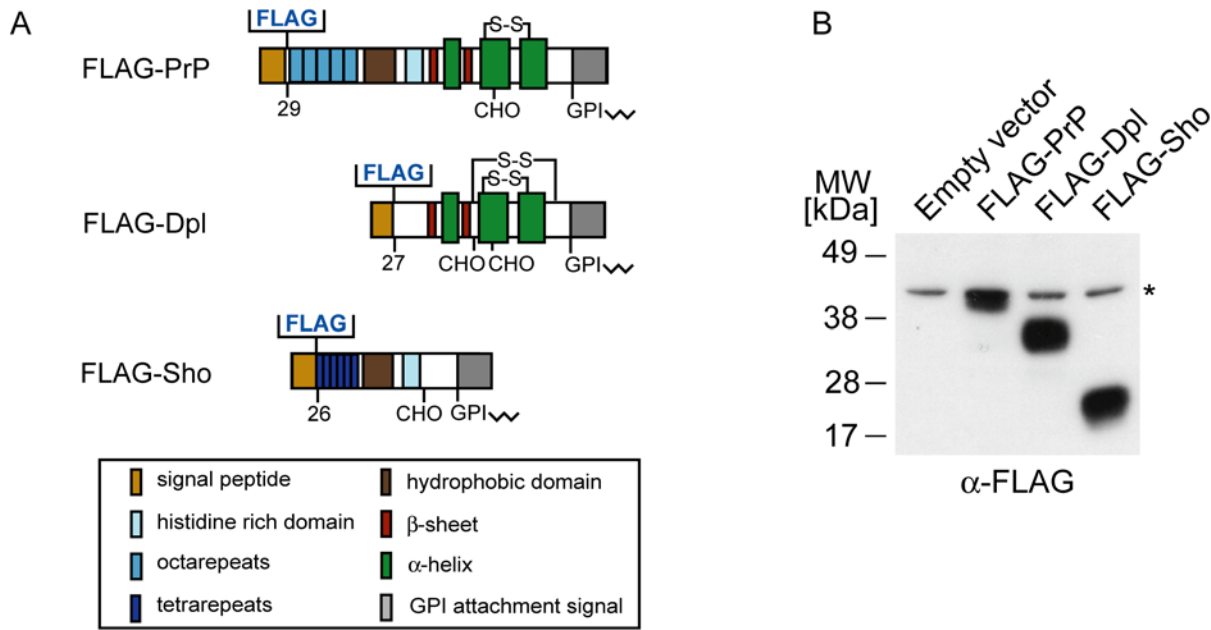 A
FLAG
S-S
FLAG-PrP
29
CHO
GPI
S-S
FLAG
S-S
FLAG-Dpl
27
CHO CHO
GPI
FLAG
FLAG-Sho
26
CHO
GPI
signal peptide
histidine rich domain
octarepeats
tetrarepeats
hydrophobic domain
β-sheet
α-helix
GPI attachment signal
B
Empty vector
FLAG-PrP
FLAG-Dpl
FLAG-Sho
MW
[kDa]
49
*
38
28
17
α-FLAG